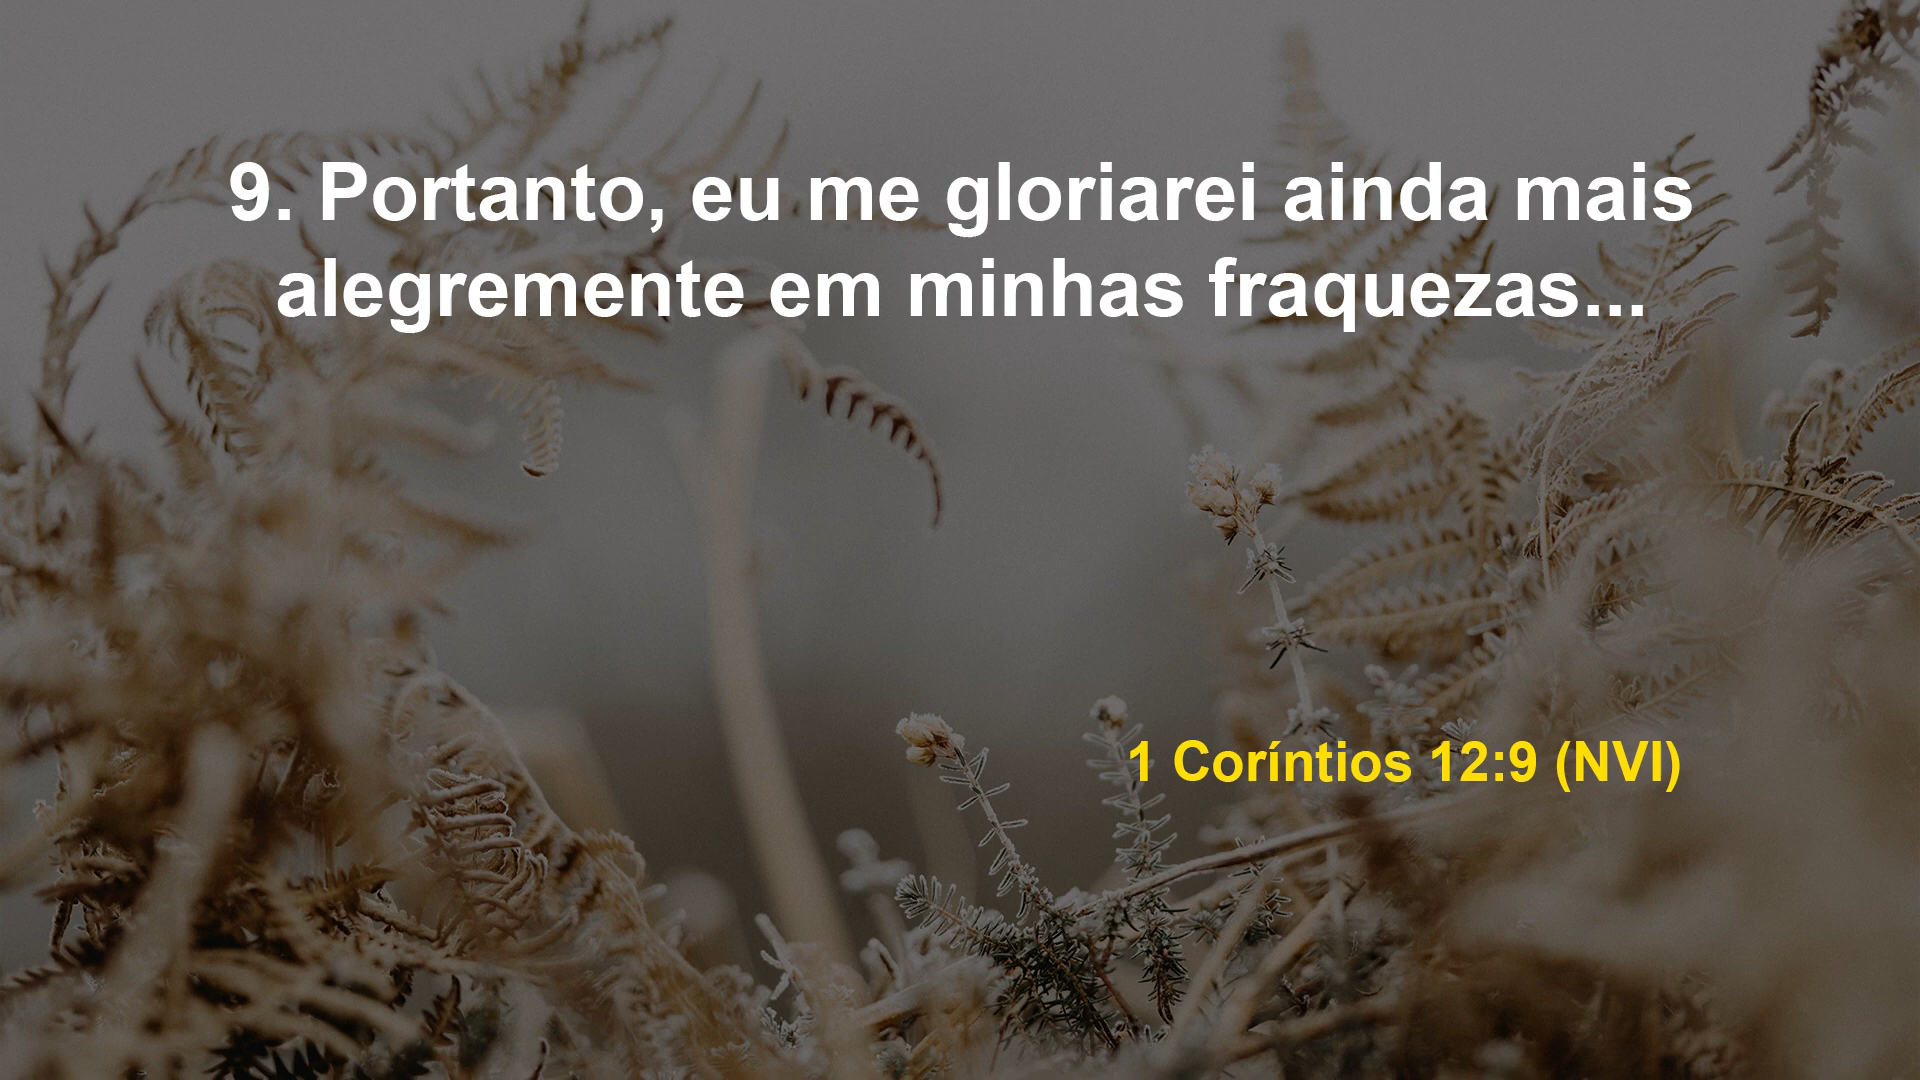 9. Portanto, eu me gloriarei ainda mais
alegremente em minhas fraquezas...
1 Coríntios 12:9 (NVI)